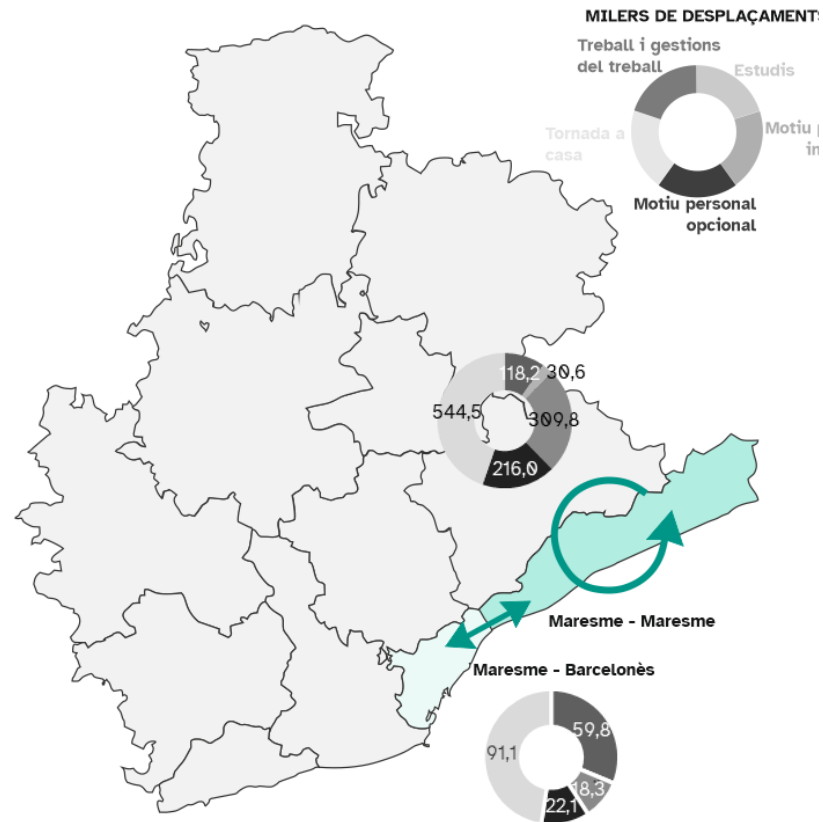 MILERS DE DESPLAÇAMENTS
Treball i gestions
del treball
Estudis
Motiu
Tornada a
casa
Motiu personal
opcional
118,2
30,6
544,5
309,8
216,0
Maresme - Maresme
Maresme - Barcelonès
59,8
91,1
18,3
22,1